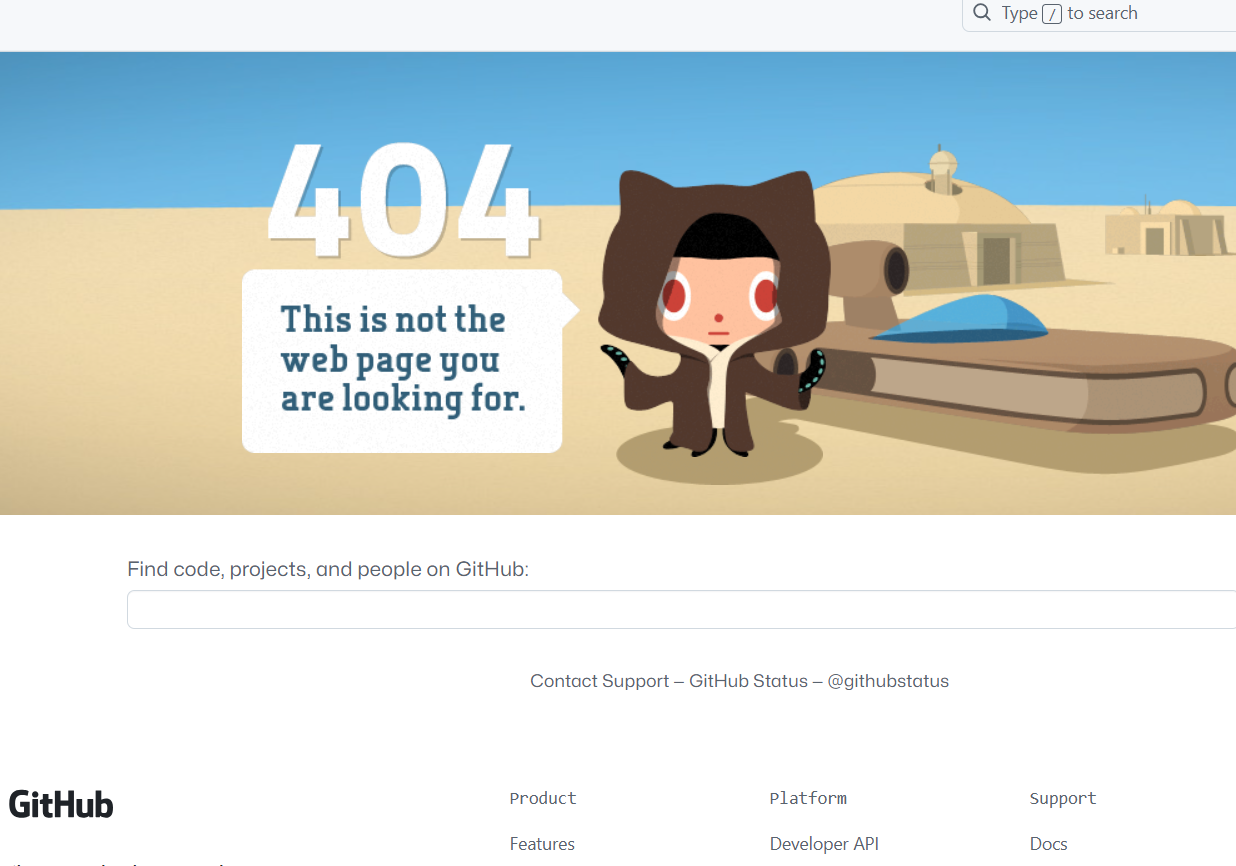 Type / to search
404
This is not the
web page you
are looking for.
Find code, projects, and people on GitHub:
Contact Support — GitHub Status — @githubstatus
GitHub
Product
Platform
Support
Features
Developer API
Docs